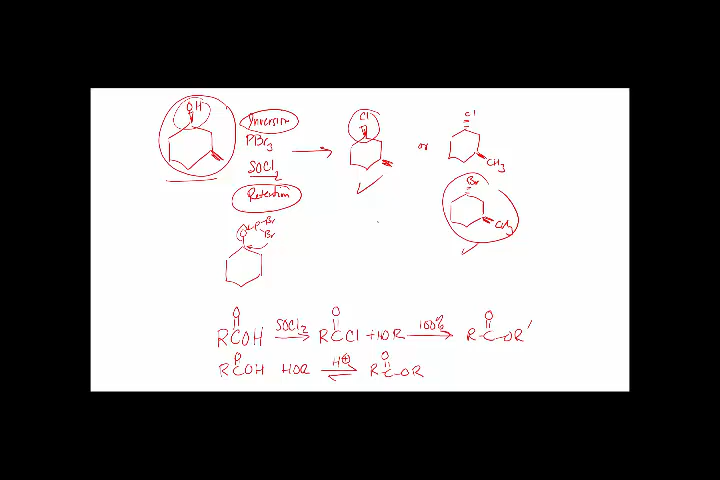 OH
Inversion
PBr3
SOCl2
Retention
Cl
or
Cl
CH3
Br
CH3
O P Br
Br
O O O
RCOH SOCl2 RCCl + HOR 100% R-C-OR'
O
RCOH HOR H⊕ R-C-OR